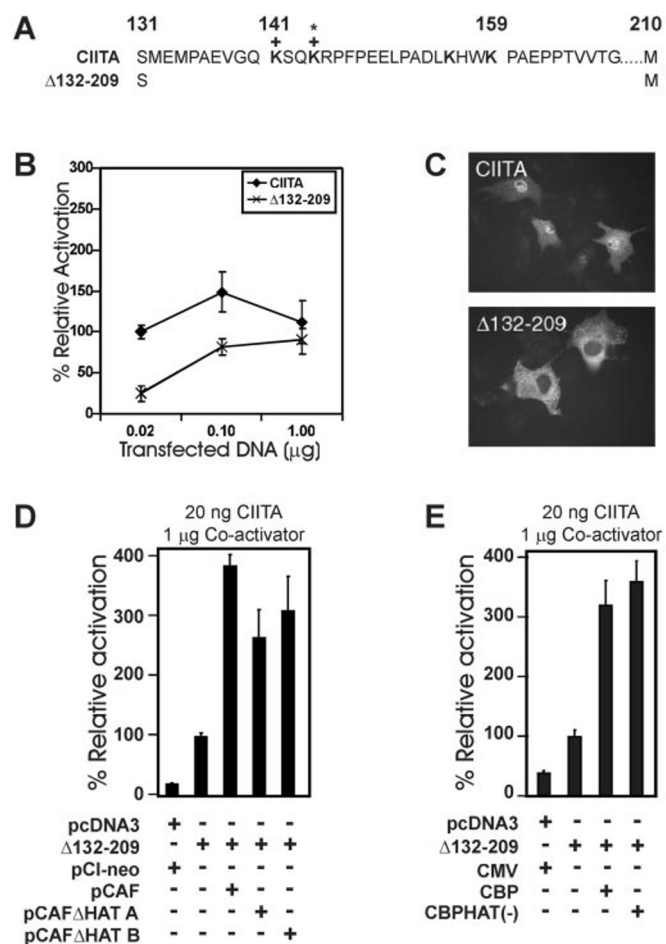 A
131 141 * 159 210
+ +
CIITA SMEMPAEVGQ KSQKRPFPEELPADLKHWK PAEPPTVVTG.....M
Δ132-209 S M
B
300
250
200
150
100
50
0
% Relative Activation
CIITA
Δ132-209
0.02 0.10 1.00
Transfected DNA (μg)
C
CIITA
Δ132-209
D
20 ng CIITA
1 μg Co-activator
400
300
200
100
0
% Relative activation
pcDNA3 + - - - -
Δ132-209 - + + + +
pCI-neo + - - - -
pCAF - - + - -
pCAFΔHAT A - - - + -
pCAFΔHAT B - - - - +
E
20 ng CIITA
1 μg Co-activator
400
300
200
100
0
% Relative activation
pcDNA3 + - - -
Δ132-209 - + + +
CMV + - - -
CBP - - + -
CBPHAT(-) - - - +